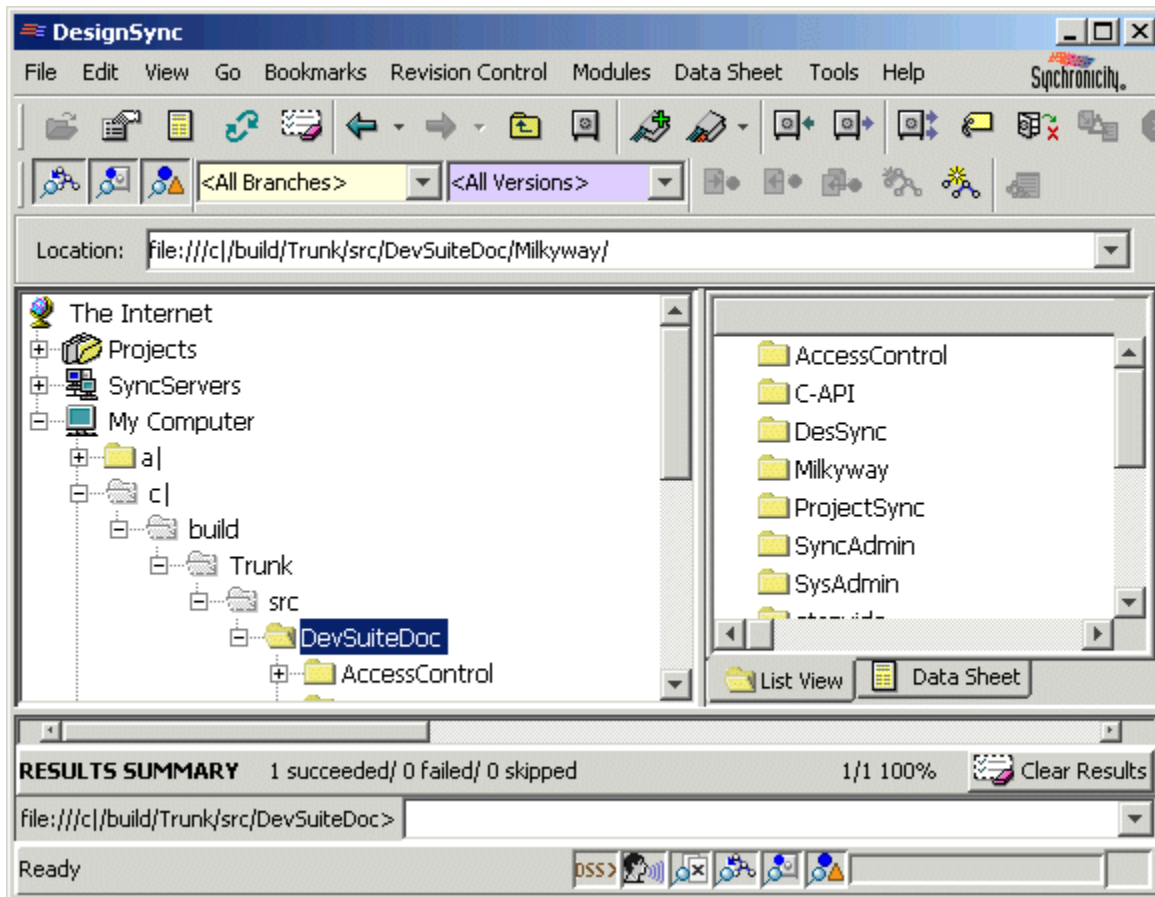 DesignSync
File Edit View Go Bookmarks Revision Control Modules Data Sheet Tools Help
Synchronicity®
<All Branches> <All Versions>
Location: file:///c|/build/Trunk/src/DevSuiteDoc/Milkyway/
The Internet
Projects
SyncServers
My Computer
a|
c|
build
Trunk
src
DevSuiteDoc
AccessControl
AccessControl
C-API
DesSync
Milkyway
ProjectSync
SyncAdmin
SysAdmin
List View Data Sheet
RESULTS SUMMARY 1 succeeded/ 0 failed/ 0 skipped 1/1 100% Clear Results
file:///c|/build/Trunk/src/DevSuiteDoc>
Ready DSS>